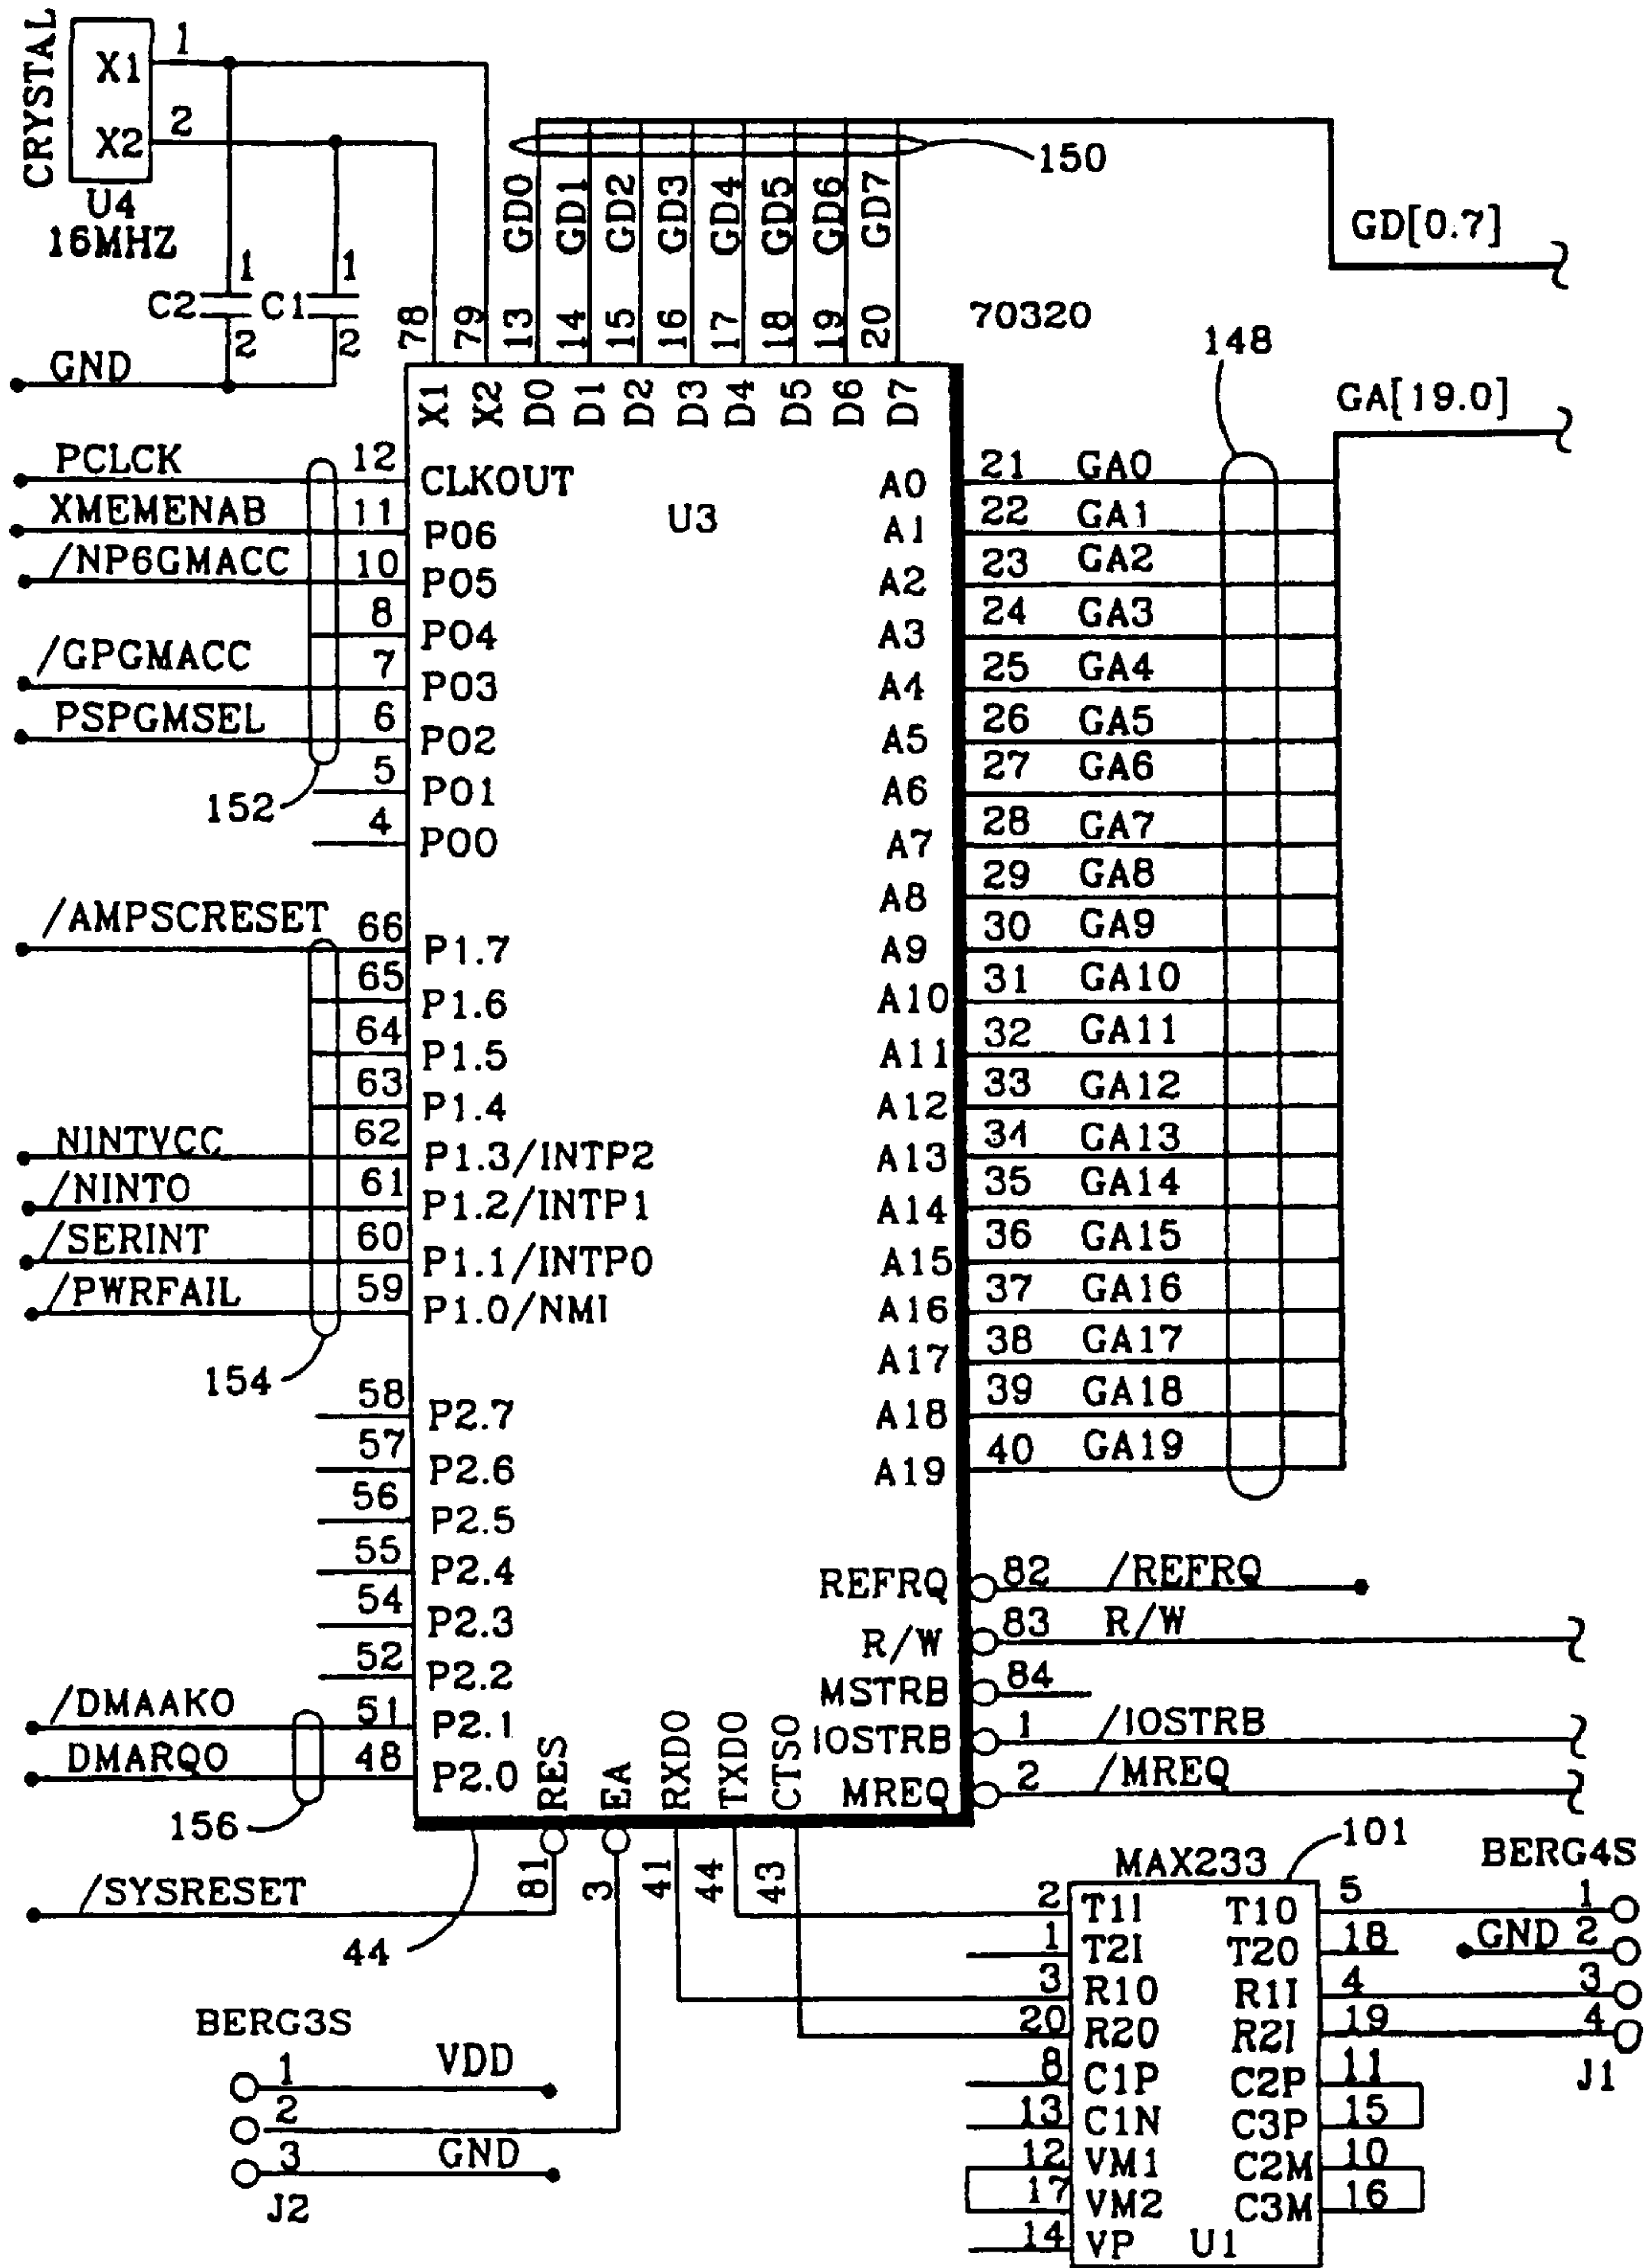 CRYSTAL
X1 1
X2 2
U4
16MHZ
C2 1 2
C1 1 2
GND
150
GD[0.7]
GD0 GD1 GD2 GD3 GD4 GD5 GD6 GD7
78 79 13 14 15 16 17 18 19 20
70320
X1 X2 D0 D1 D2 D3 D4 D5 D6 D7
148
GA[19.0]
U3
PCLCK 12 CLKOUT
XMEMENAB 11 P06
/NP6GMACC 10 P05
8 P04
/GPGMACC 7 P03
PSPGMSEL 6 P02
5 P01
4 P00
152
/AMPSCRESET 66 P1.7
65 P1.6
64 P1.5
63 P1.4
NINTVCC 62 P1.3/INTP2
/NINTO 61 P1.2/INTP1
/SERINT 60 P1.1/INTP0
/PWRFAIL 59 P1.0/NMI
154
58 P2.7
57 P2.6
56 P2.5
55 P2.4
54 P2.3
52 P2.2
/DMAAKO 51 P2.1
DMARQO 48 P2.0
156
A0 21 GA0
A1 22 GA1
A2 23 GA2
A3 24 GA3
A4 25 GA4
A5 26 GA5
A6 27 GA6
A7 28 GA7
A8 29 GA8
A9 30 GA9
A10 31 GA10
A11 32 GA11
A12 33 GA12
A13 34 GA13
A14 35 GA14
A15 36 GA15
A16 37 GA16
A17 38 GA17
A18 39 GA18
A19 40 GA19
REFRQ 82 /REFRQ
R/W 83 R/W
MSTRB 84
IOSTRB 1 /IOSTRB
MREQ 2 /MREQ
RES EA RXDO TXDO CTSO
81 3 41 44 43
/SYSRESET
44
BERG3S
1 VDD
2
3 GND
J2
MAX233
101
BERG4S
2 T1I T1O 5 1
1 T2I T2O 18 GND 2
3 R1O R1I 4 3
20 R2O R2I 19 4
8 C1P C2P 11
J1
13 C1N C3P 15
12 VM1 C2M 10
17 VM2 C3M 16
14 VP U1